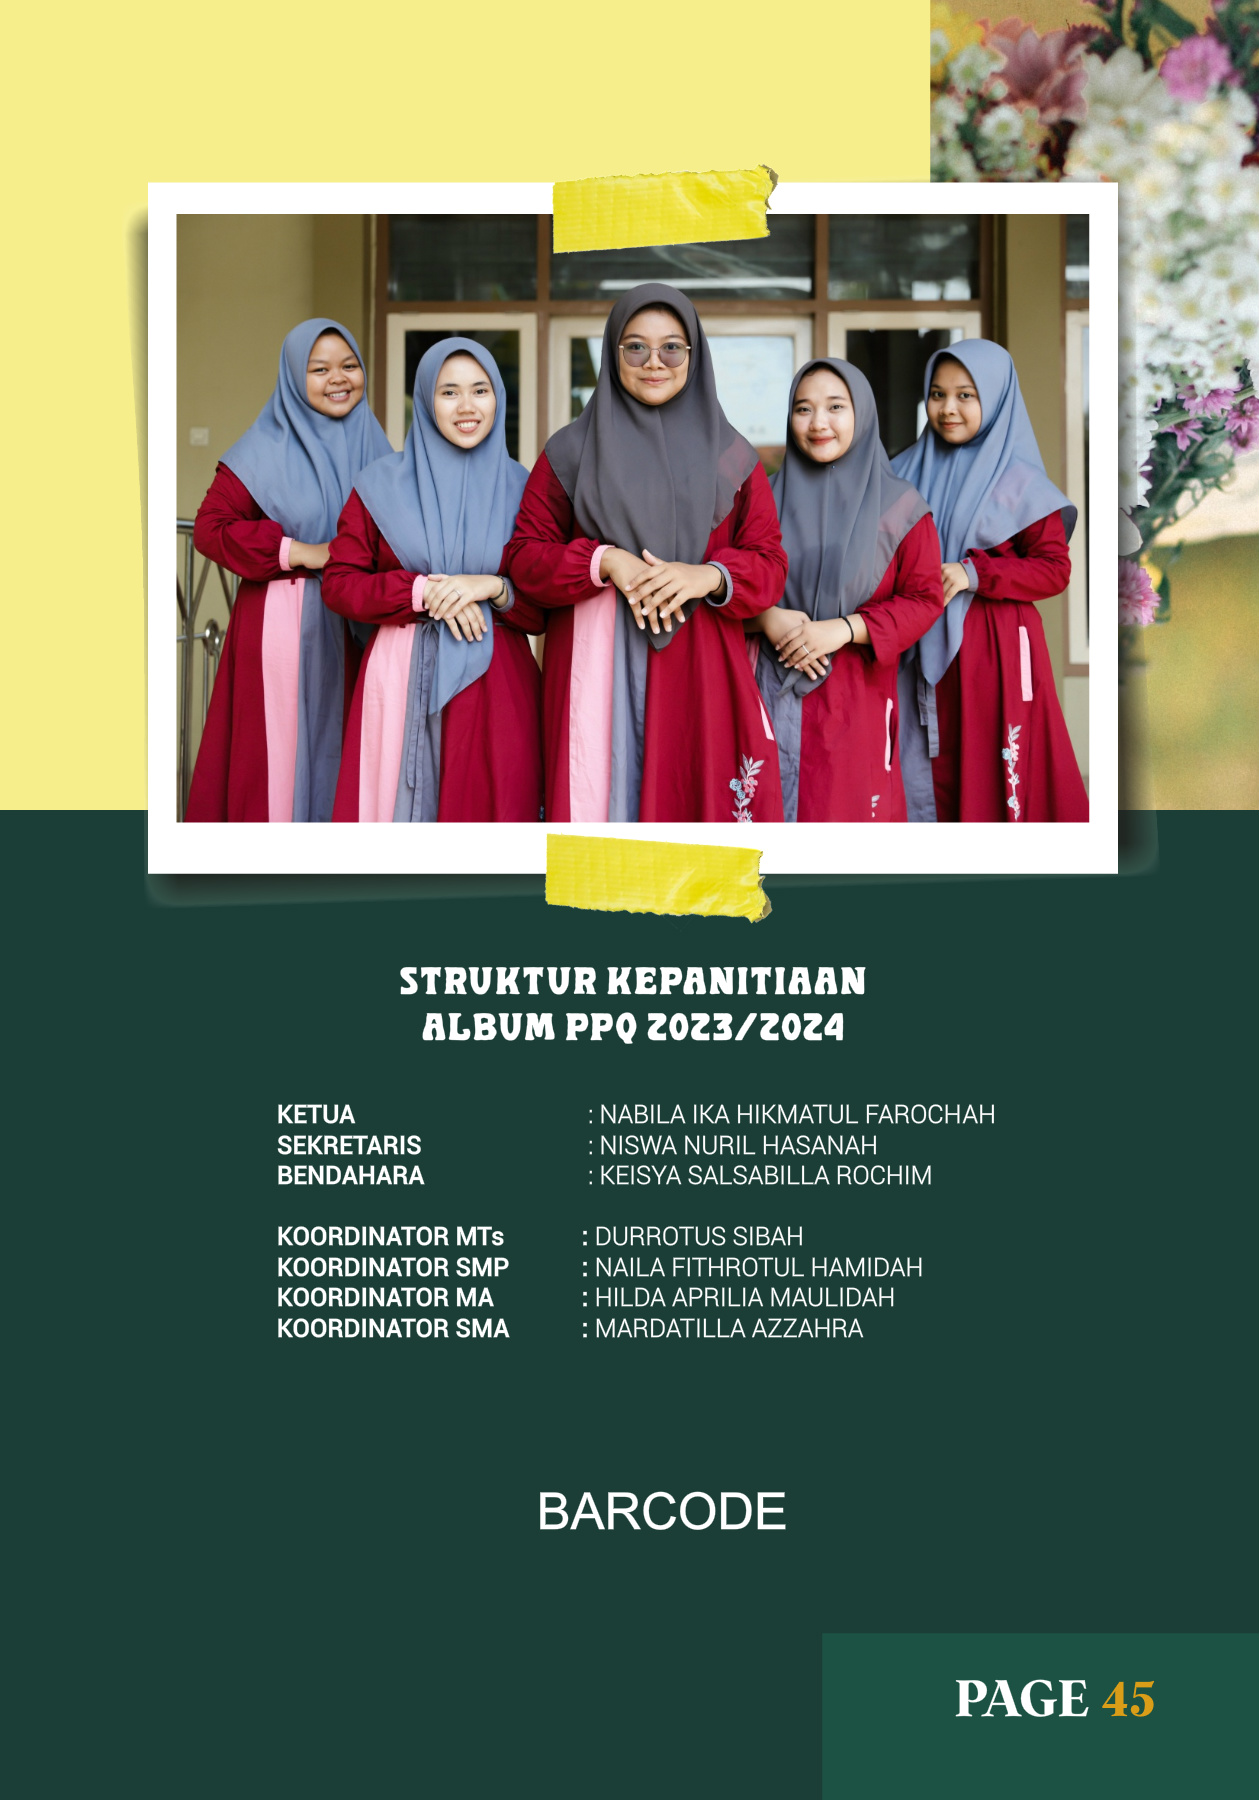 STRUKTUR KEPANITIAAN
ALBUM PPQ 2023/2024
KETUA : NABILA IKA HIKMATUL FAROCHAH
SEKRETARIS : NISWA NURIL HASANAH
BENDAHARA : KEISYA SALSABILLA ROCHIM
KOORDINATOR MTs : DURROTUS SIBAH
KOORDINATOR SMP : NAILA FITHROTUL HAMIDAH
KOORDINATOR MA : HILDA APRILIA MAULIDAH
KOORDINATOR SMA : MARDATILLA AZZAHRA
BARCODE
PAGE 45